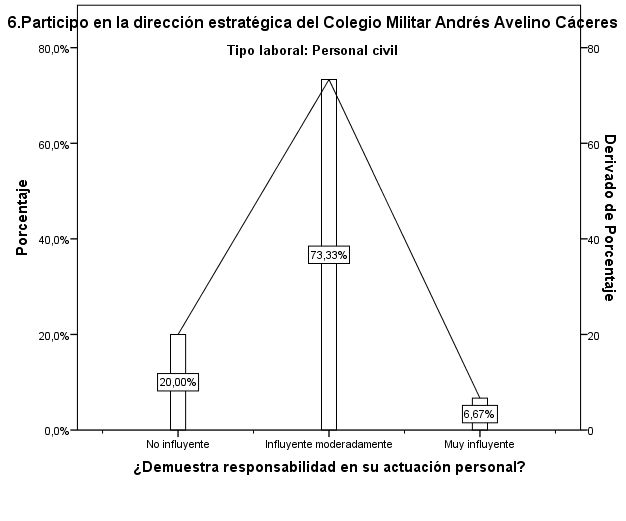 6.Participo en la dirección estratégica del Colegio Militar Andrés Avelino Cáceres
Tipo laboral: Personal civil
80,0%
60,0%
40,0%
20,0%
0,0%
Porcentaje
80
60
40
20
0
Derivado de Porcentaje
20,00%
73,33%
6,67%
No influyente
Influyente moderadamente
Muy influyente
¿Demuestra responsabilidad en su actuación personal?